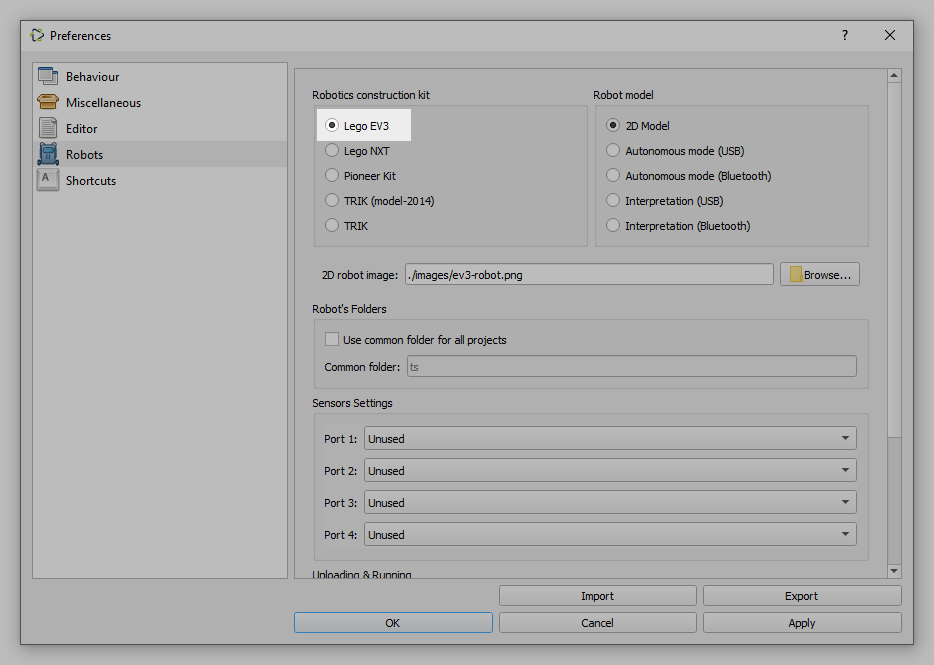 Preferences
?
Behaviour
Miscellaneous
Editor
Robots
A
Shortcuts
Robotics construction kit
Lego EV3
Lego NXT
Pioneer Kit
TRIK (model-2014)
TRIK
Robot model
2D Model
Autonomous mode (USB)
Autonomous mode (Bluetooth)
Interpretation (USB)
Interpretation (Bluetooth)
2D robot image: ./images/ev3-robot.png Browse...
Robot's Folders
Use common folder for all projects
Common folder: ts
Sensors Settings
Port 1: Unused
Port 2: Unused
Port 3: Unused
Port 4: Unused
Uploading & Running
Import Export
OK Cancel Apply